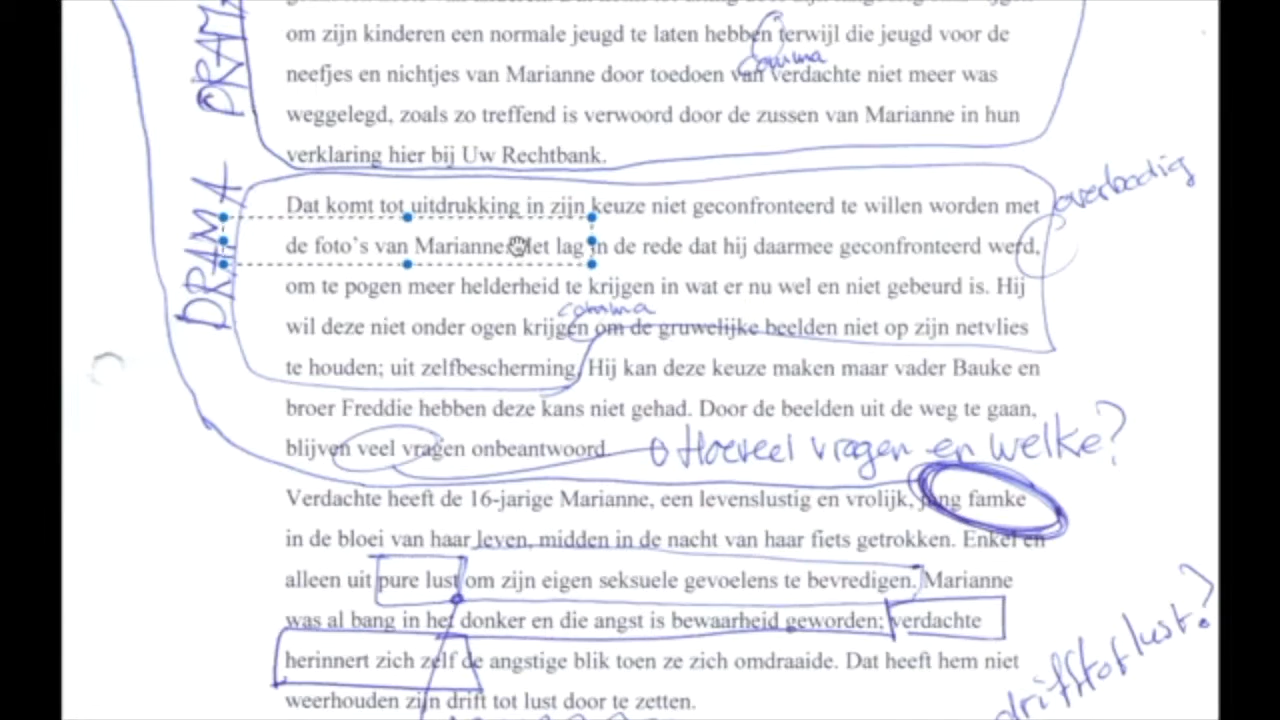 om zijn kinderen een normale jeugd te laten hebben terwijl die jeugd voor de
comma
neefjes en nichtjes van Marianne door toedoen van verdachte niet meer was
DRAMA
weggelegd, zoals zo treffend is verwoord door de zussen van Marianne in hun
verklaring hier bij Uw Rechtbank.
overbodig
Dat komt tot uitdrukking in zijn keuze niet geconfronteerd te willen worden met
DRAMA
de foto's van Marianne. Het lag in de rede dat hij daarmee geconfronteerd werd,
om te pogen meer helderheid te krijgen in wat er nu wel en niet gebeurd is. Hij
comma
wil deze niet onder ogen krijgen om de gruwelijke beelden niet op zijn netvlies
te houden; uit zelfbescherming. Hij kan deze keuze maken maar vader Bauke en
broer Freddie hebben deze kans niet gehad. Door de beelden uit de weg te gaan,
blijven veel vragen onbeantwoord. Hoeveel vragen en welke?
Verdachte heeft de 16-jarige Marianne, een levenslustig en vrolijk, jong famke
in de bloei van haar leven, midden in de nacht van haar fiets getrokken. Enkel en
alleen uit pure lust om zijn eigen seksuele gevoelens te bevredigen. Marianne
was al bang in het donker en die angst is bewaarheid geworden; verdachte
herinnert zich zelf de angstige blik toen ze zich omdraaide. Dat heeft hem niet
drift tot lust?
weerhouden zijn drift tot lust door te zetten.